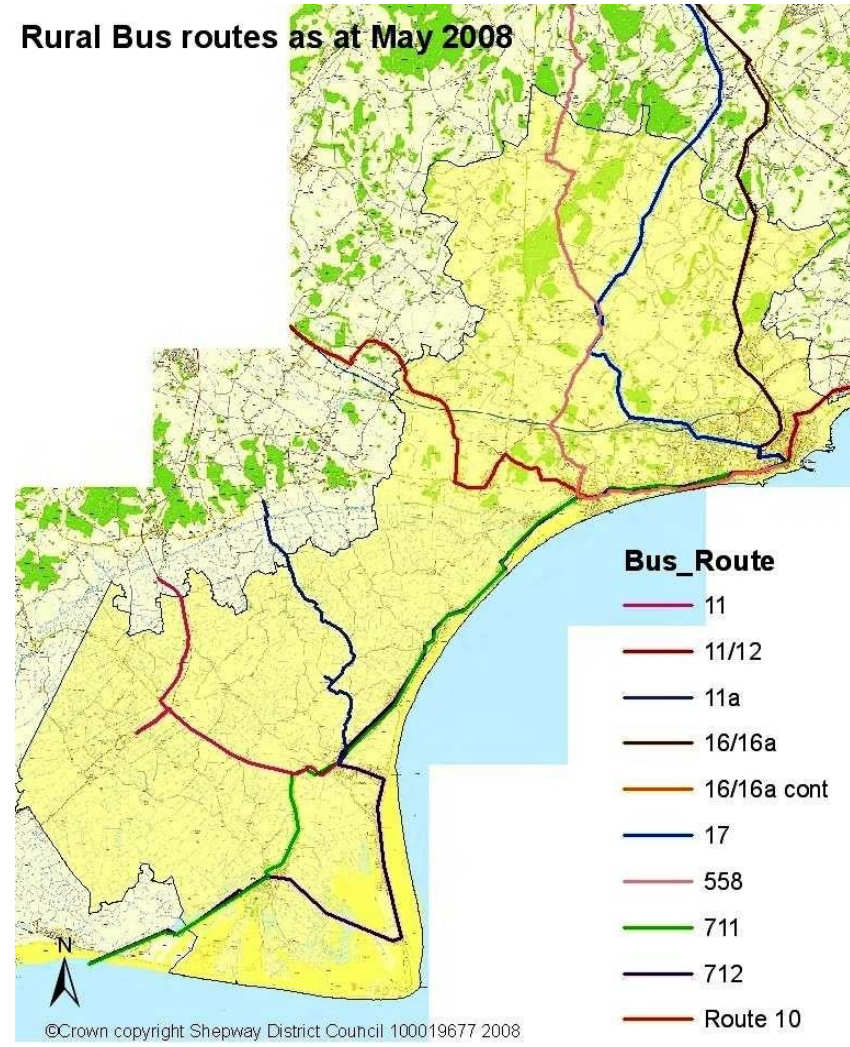 Rural Bus routes as at May 2008
Bus_Route
11
11/12
11a
16/16a
16/16a cont
17
558
711
712
Route 10
N
©Crown copyright Shepway District Council 100019677 2008